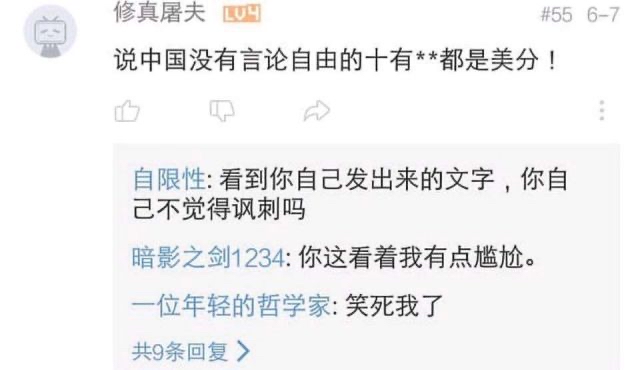 修真屠夫 LV4 #55 6-7
说中国没有言论自由的十有**都是美分！
自限性: 看到你自己发出来的文字，你自
己不觉得讽刺吗
暗影之剑1234: 你这看着我有点尴尬。
一位年轻的哲学家: 笑死我了
共9条回复